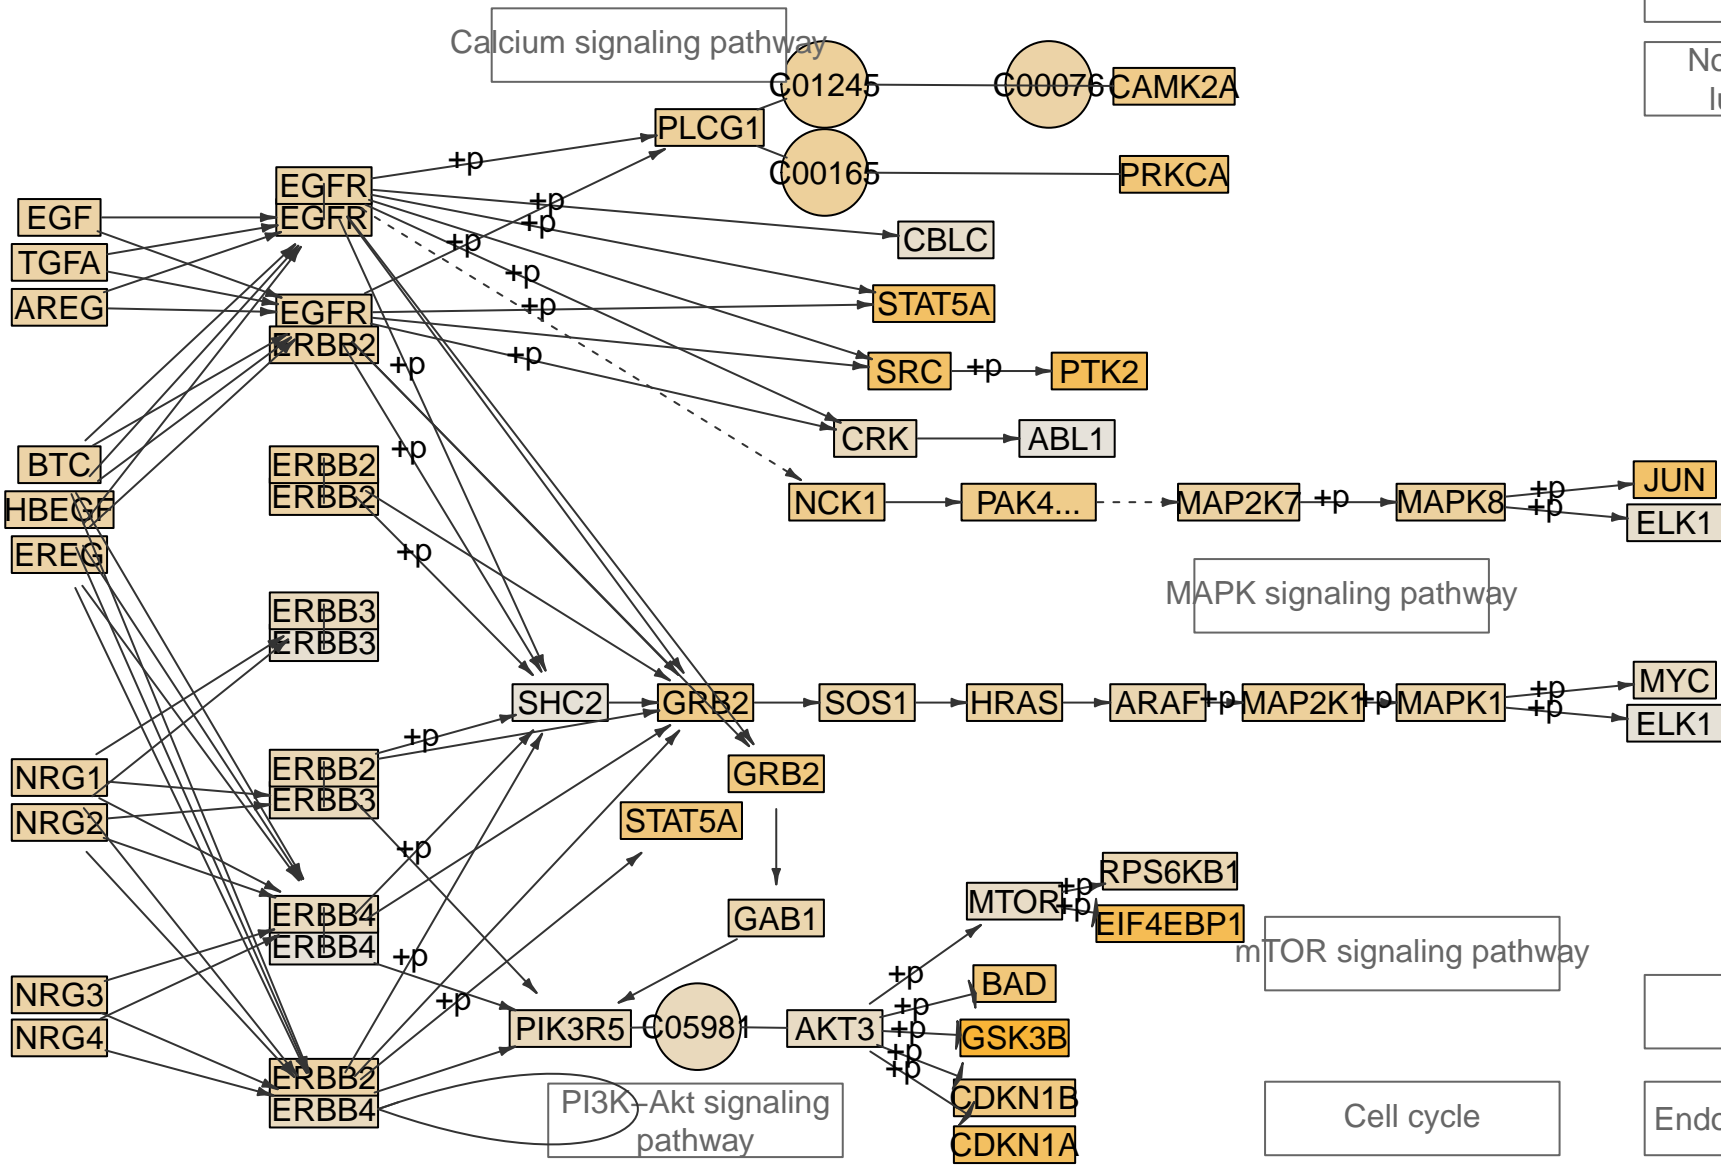 Calcium signaling pathway
No
lu
C01245
C00076
CAMK2A
PLCG1
C00165
PRKCA
+p
EGFR
EGFR
EGF
+p
+p
CBLC
TGFA
+p
+p
AREG
EGFR
+p
STAT5A
ERBB2
+p
+p
SRC
+p
PTK2
BTC
ERBB2
+p
CRK
ABL1
HBEGF
ERBB2
NCK1
PAK4...
MAP2K7
+p
MAPK8
+p
+p
JUN
ELK1
EREG
+p
MAPK signaling pathway
ERBB3
ERBB3
SHC2
GRB2
SOS1
HRAS
ARAF
+p
MAP2K1
+p
MAPK1
+p
+p
MYC
ELK1
NRG1
ERBB2
+p
GRB2
ERBB3
NRG2
STAT5A
+p
RPS6KB1
+p
ERBB4
GAB1
MTOR
+p
EIF4EBP1
ERBB4
+p
mTOR signaling pathway
NRG3
+p
+p
BAD
+p
NRG4
PIK3R5
C05981
AKT3
+p
GSK3B
+p
+p
ERBB2
ERBB4
PI3K−Akt signaling
pathway
CDKN1B
CDKN1A
Cell cycle
Endo